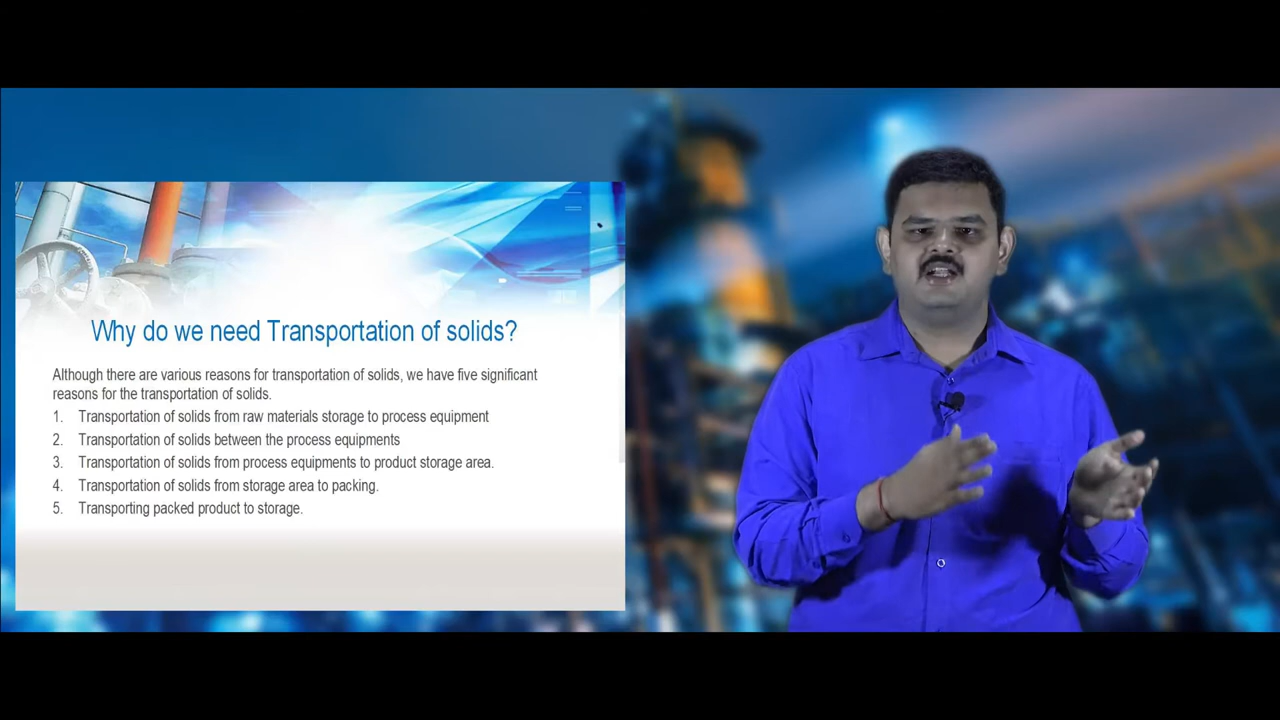 Why do we need Transportation of solids?
Although there are various reasons for transportation of solids, we have five significant
reasons for the transportation of solids.
1. Transportation of solids from raw materials storage to process equipment
2. Transportation of solids between the process equipments
3. Transportation of solids from process equipments to product storage area.
4. Transportation of solids from storage area to packing.
5. Transporting packed product to storage.